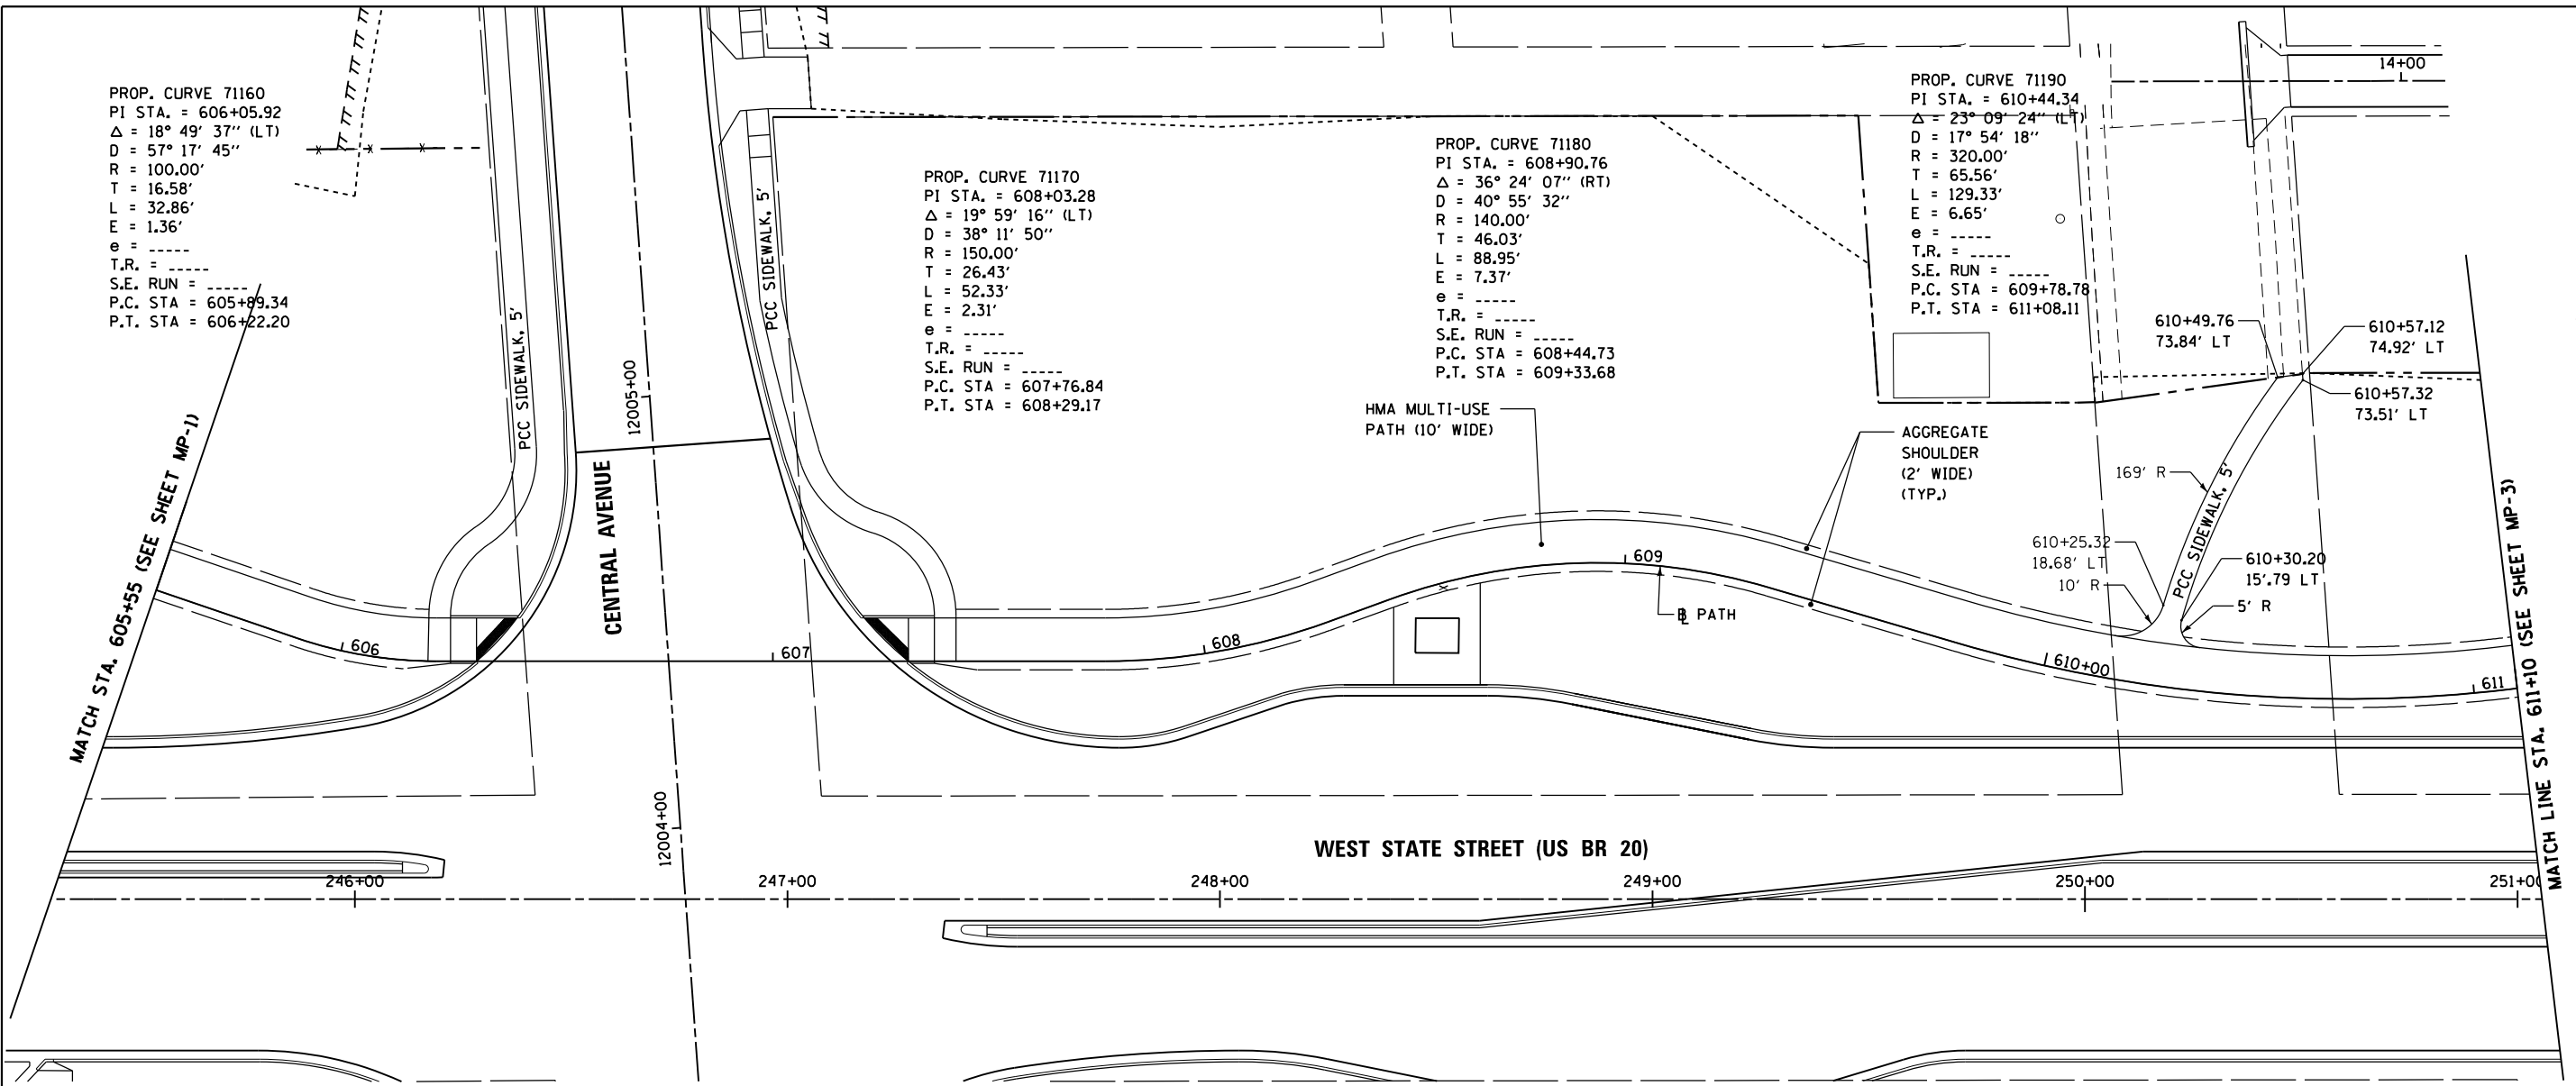 PROP. CURVE 71160
PI STA. = 606+05.92
Δ = 18° 49' 37'' (LT)
D = 57° 17' 45''
R = 100.00'
T = 16.58'
L = 32.86'
E = 1.36'
e = -----
T.R. = -----
S.E. RUN = -----
P.C. STA = 605+89.34
P.T. STA = 606+22.20
PROP. CURVE 71170
PI STA. = 608+03.28
Δ = 19° 59' 16'' (LT)
D = 38° 11' 50''
R = 150.00'
T = 26.43'
L = 52.33'
E = 2.31'
e = -----
T.R. = -----
S.E. RUN = -----
P.C. STA = 607+76.84
P.T. STA = 608+29.17
PROP. CURVE 71180
PI STA. = 608+90.76
Δ = 36° 24' 07'' (RT)
D = 40° 55' 32''
R = 140.00'
T = 46.03'
L = 88.95'
E = 7.37'
e = -----
T.R. = -----
S.E. RUN = -----
P.C. STA = 608+44.73
P.T. STA = 609+33.68
PROP. CURVE 71190
PI STA. = 610+44.34
Δ = 23° 09' 24'' (LT)
D = 17° 54' 18''
R = 320.00'
T = 65.56'
L = 129.33'
E = 6.65'
e = -----
T.R. = -----
S.E. RUN = -----
P.C. STA = 609+78.78
P.T. STA = 611+08.11
14+00
610+49.76
73.84' LT
610+57.12
74.92' LT
610+57.32
73.51' LT
HMA MULTI-USE
PATH (10' WIDE)
AGGREGATE
SHOULDER
(2' WIDE)
(TYP.)
PCC SIDEWALK, 5'
PCC SIDEWALK, 5'
PCC SIDEWALK, 5'
12005+00
12004+00
CENTRAL AVENUE
169' R
610+25.32
18.68' LT
10' R
610+30.20
15'.79 LT
5' R
BL PATH
606
607
608
609
610+00
611
MATCH STA. 605+55 (SEE SHEET MP-1)
MATCH LINE STA. 611+10 (SEE SHEET MP-3)
WEST STATE STREET (US BR 20)
246+00
247+00
248+00
249+00
250+00
251+00